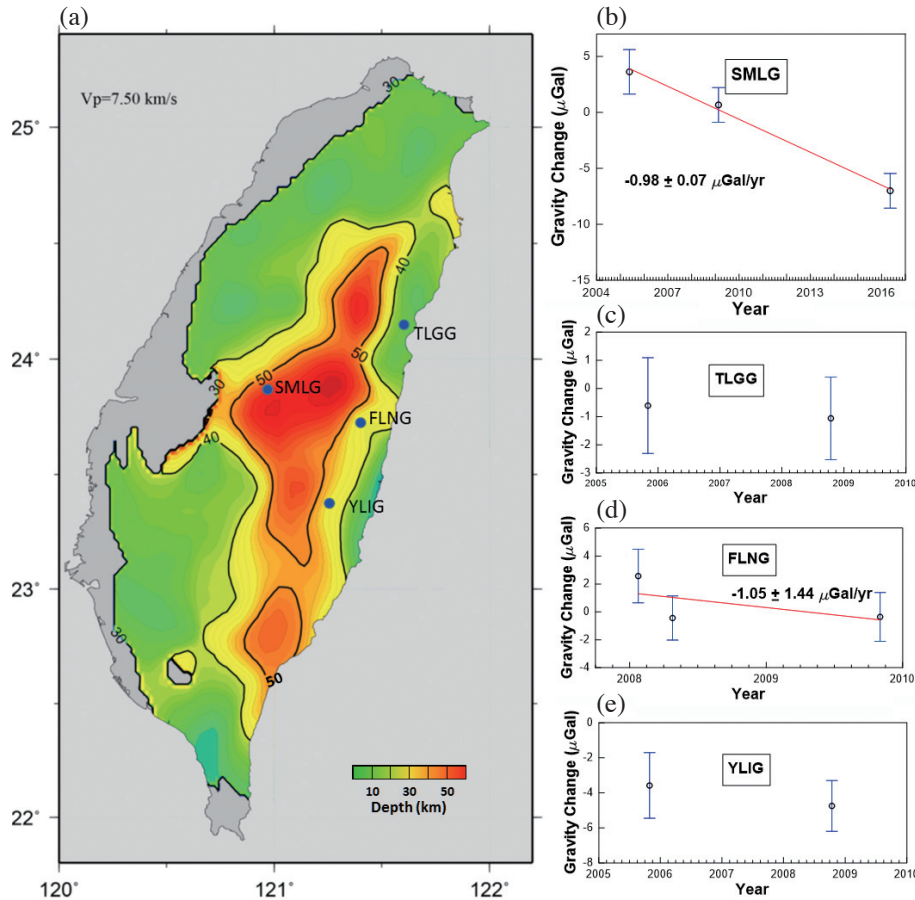 (a)
Vp=7.50 km/s
25°
24°
23°
22°
120°
121°
122°
30
40
50
TLGG
50
SMLG
30
40
50
FLNG
YLIG
30
50
10 30 50
Depth (km)
(b)
SMLG
-0.98 ± 0.07 μGal/yr
Gravity Change (μGal)
5
0
-5
-10
-15
2004 2007 2010 2013 2016
Year
(c)
TLGG
Gravity Change (μGal)
2
1
0
-1
-2
-3
2005 2006 2007 2008 2009 2010
Year
(d)
FLNG
-1.05 ± 1.44 μGal/yr
Gravity Change (μGal)
6
4
2
0
-2
-4
2008 2009 2010
Year
(e)
YLIG
Gravity Change (μGal)
0
-2
-4
-6
-8
2005 2006 2007 2008 2009 2010
Year